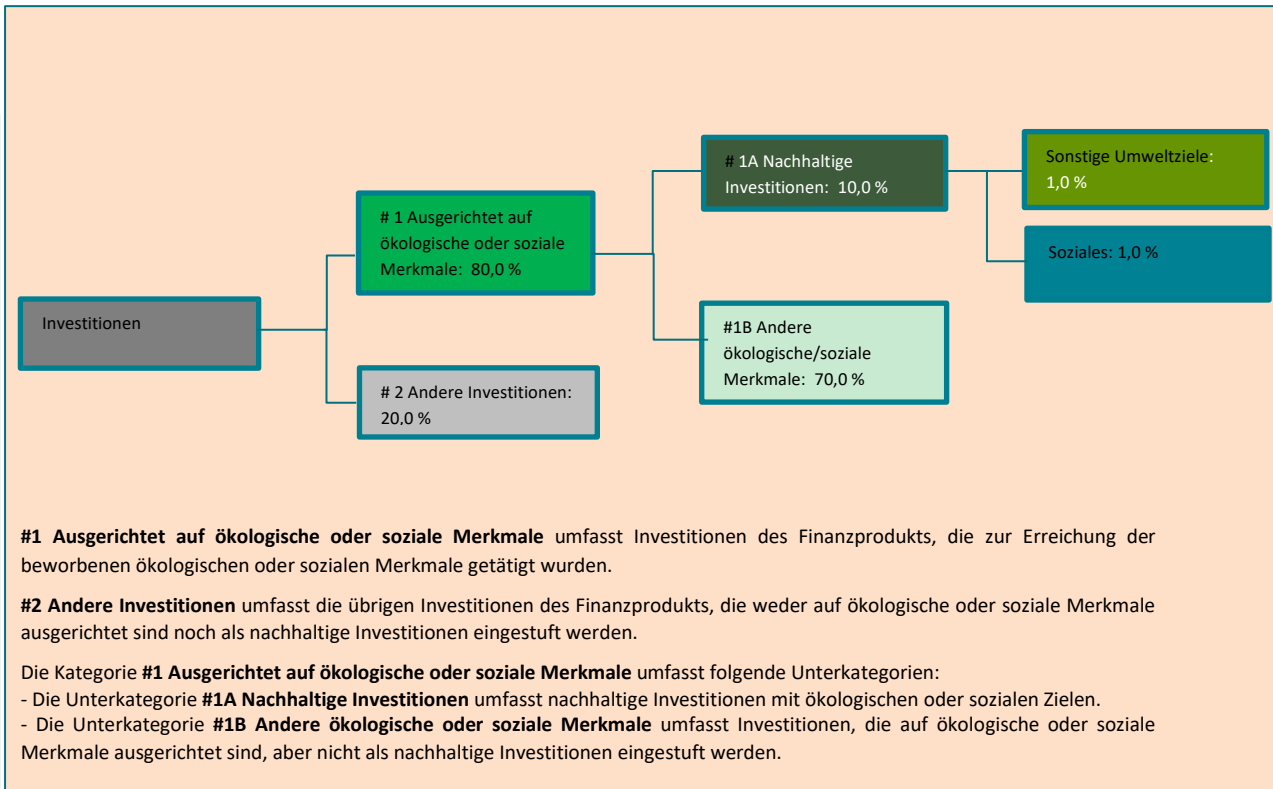 Investitionen
# 1 Ausgerichtet auf
ökologische oder soziale
Merkmale: 80,0 %
# 2 Andere Investitionen:
20,0 %
# 1A Nachhaltige
Investitionen: 10,0 %
#1B Andere
ökologische/soziale
Merkmale: 70,0 %
Sonstige Umweltziele:
1,0 %
Soziales: 1,0 %
#1 Ausgerichtet auf ökologische oder soziale Merkmale umfasst Investitionen des Finanzprodukts, die zur Erreichung der
beworbenen ökologischen oder sozialen Merkmale getätigt wurden.
#2 Andere Investitionen umfasst die übrigen Investitionen des Finanzprodukts, die weder auf ökologische oder soziale Merkmale
ausgerichtet sind noch als nachhaltige Investitionen eingestuft werden.
Die Kategorie #1 Ausgerichtet auf ökologische oder soziale Merkmale umfasst folgende Unterkategorien:
- Die Unterkategorie #1A Nachhaltige Investitionen umfasst nachhaltige Investitionen mit ökologischen oder sozialen Zielen.
- Die Unterkategorie #1B Andere ökologische oder soziale Merkmale umfasst Investitionen, die auf ökologische oder soziale
Merkmale ausgerichtet sind, aber nicht als nachhaltige Investitionen eingestuft werden.